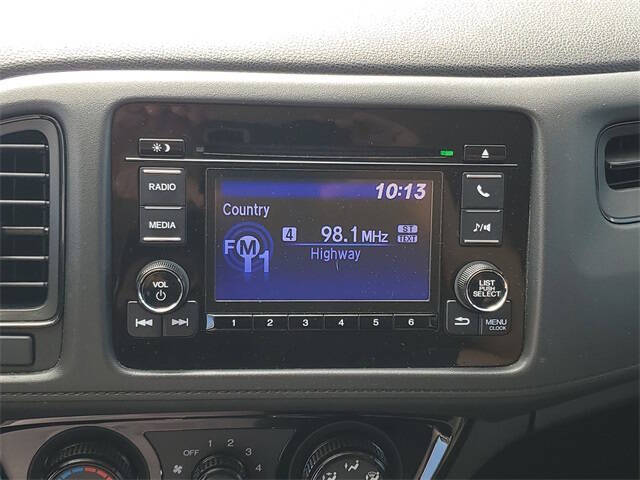 RADIO
MEDIA
VOL
10:13
Country
FM1
4 98.1 MHz ST
TEXT
Highway
LIST
PUSH
SELECT
1 2 3 4 5 6
MENU
CLOCK
OFF 1 2 3 4